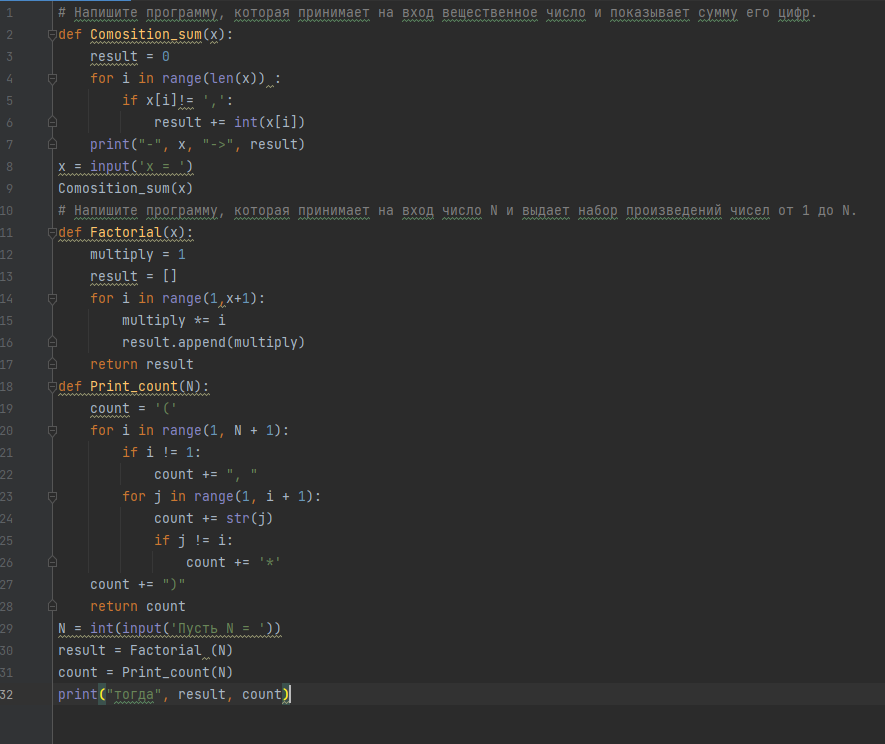 1 # Напишите программу, которая принимает на вход вещественное число и показывает сумму его цифр.
2 def Comosition_sum(x):
3 result = 0
4 for i in range(len(x)) :
5 if x[i]!= ',':
6 result += int(x[i])
7 print("-", x, "->", result)
8 x = input('x = ')
9 Comosition_sum(x)
10 # Напишите программу, которая принимает на вход число N и выдает набор произведений чисел от 1 до N.
11 def Factorial(x):
12 multiply = 1
13 result = []
14 for i in range(1,x+1):
15 multiply *= i
16 result.append(multiply)
17 return result
18 def Print_count(N):
19 count = '('
20 for i in range(1, N + 1):
21 if i != 1:
22 count += ", "
23 for j in range(1, i + 1):
24 count += str(j)
25 if j != i:
26 count += '*'
27 count += ")"
28 return count
29 N = int(input('Пусть N = '))
30 result = Factorial (N)
31 count = Print_count(N)
32 print("тогда", result, count)